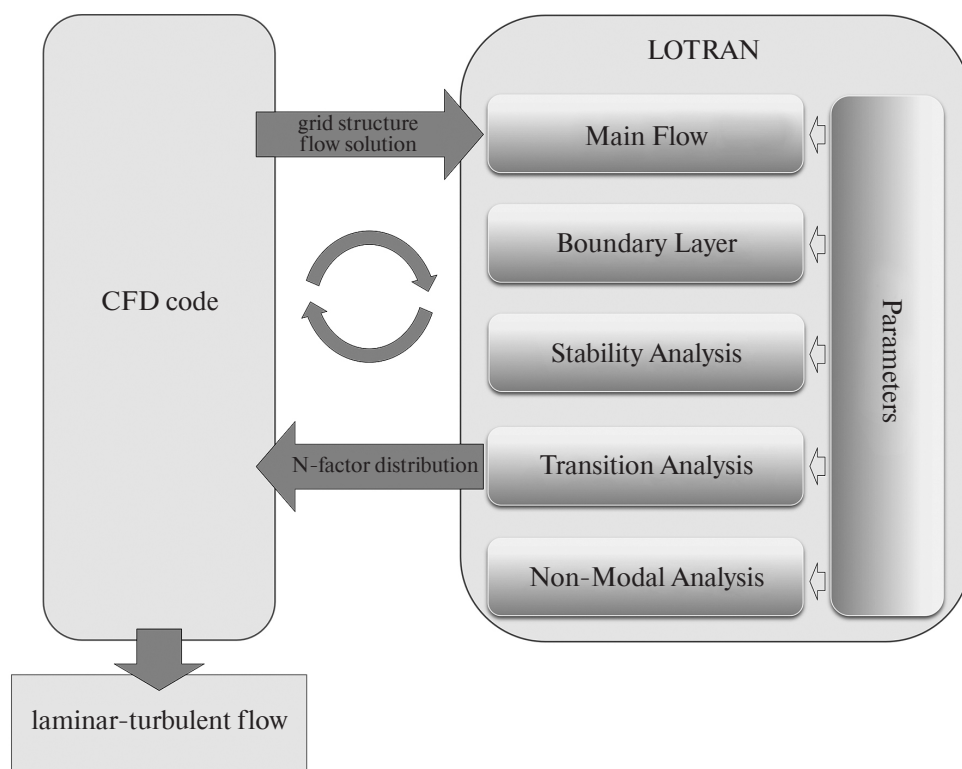 LOTRAN
grid structure
flow solution
Main Flow
Boundary Layer
CFD code
Stability Analysis
Parameters
N-factor distribution
Transition Analysis
Non-Modal Analysis
laminar-turbulent flow